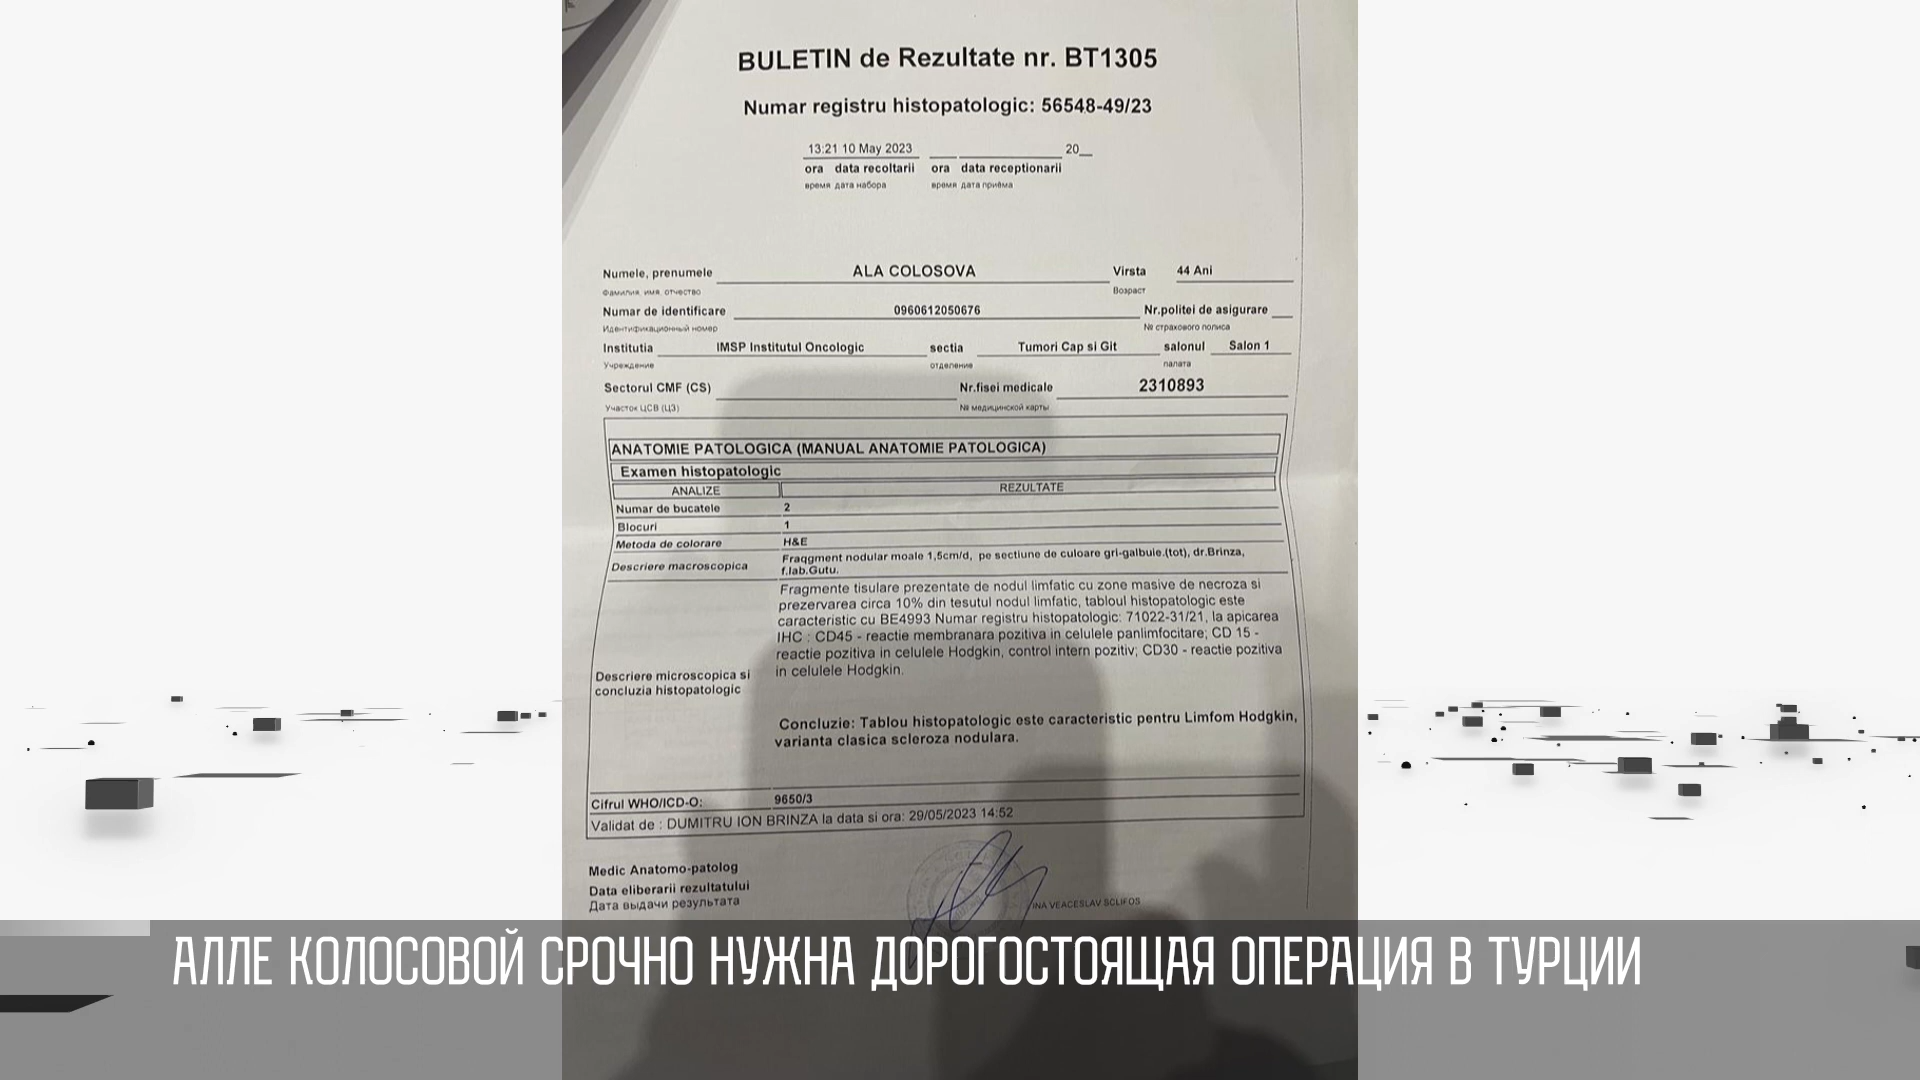 BULETIN de Rezultate nr. BT1305
Numar registru histopatologic: 56548-49/23
13:21 10 May 2023 20__
ora data recoltarii ora data receptionarii
время дата набора время дата приёма
Numele, prenumele ALA COLOSOVA Virsta 44 Ani
Фамилия, имя, отчество Возраст
Numar de identificare 0960612050676 Nr.politei de asigurare
Идентификационный номер № страхового полиса
Institutia IMSP Institutul Oncologic sectia Tumori Cap si Git salonul Salon 1
Учреждение отделение палата
Sectorul CMF (CS) Nr.fisei medicale 2310893
Участок ЦСВ (ЦЗ) № медицинской карты
ANATOMIE PATOLOGICA (MANUAL ANATOMIE PATOLOGICA)
Examen histopatologic
ANALIZE REZULTATE
Numar de bucatele 2
Blocuri 1
Metoda de colorare H&E
Descriere macroscopica Fraqgment nodular moale 1,5cm/d, pe sectiune de culoare gri-galbuie.(tot), dr.Brinza,
f.lab.Gutu.
Fragmente tisulare prezentate de nodul limfatic cu zone masive de necroza si
prezervarea circa 10% din tesutul nodul limfatic, tabloul histopatologic este
caracteristic cu BE4993 Numar registru histopatologic: 71022-31/21, la apicarea
IHC : CD45 - reactie membranara pozitiva in celulele panlimfocitare; CD 15 -
reactie pozitiva in celulele Hodgkin, control intern pozitiv; CD30 - reactie pozitiva
in celulele Hodgkin.
Descriere microscopica si
concluzia histopatologic
Concluzie: Tablou histopatologic este caracteristic pentru Limfom Hodgkin,
varianta clasica scleroza nodulara.
Cifrul WHO/ICD-O: 9650/3
Validat de : DUMITRU ION BRINZA la data si ora: 29/05/2023 14:52
Medic Anatomo-patolog
Data eliberarii rezultatului
Дата выдачи результата
INA VEACESLAV SCLIFOS
АЛЛЕ КОЛОСОВОЙ СРОЧНО НУЖНА ДОРОГОСТОЯЩАЯ ОПЕРАЦИЯ В ТУРЦИИ